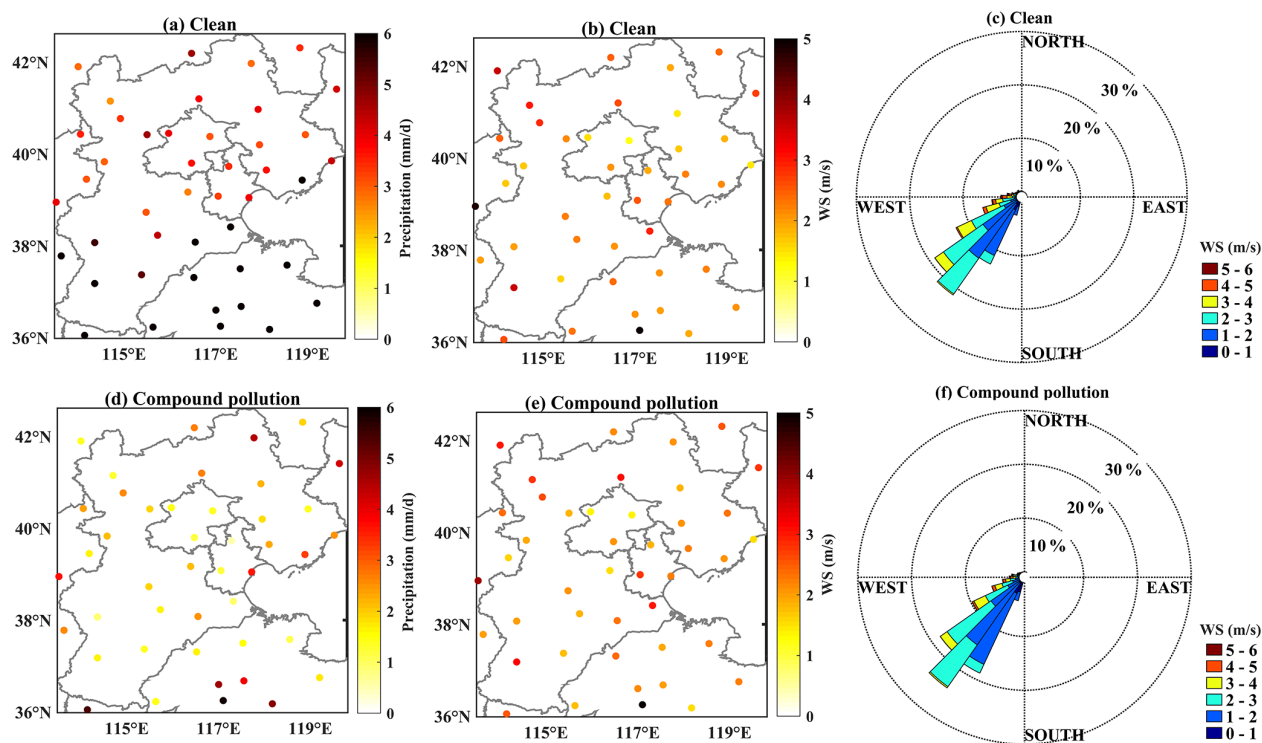 (a) Clean
42°N
40°N
38°N
36°N
115°E
117°E
119°E
6
5
4
3
2
1
0
Precipitation (mm/d)
(b) Clean
42°N
40°N
38°N
36°N
115°E
117°E
119°E
5
4
3
2
1
0
WS (m/s)
(c) Clean
NORTH
30 %
20 %
10 %
WEST
EAST
SOUTH
WS (m/s)
5 - 6
4 - 5
3 - 4
2 - 3
1 - 2
0 - 1
(d) Compound pollution
42°N
40°N
38°N
36°N
115°E
117°E
119°E
6
5
4
3
2
1
0
Precipitation (mm/d)
(e) Compound pollution
42°N
40°N
38°N
36°N
115°E
117°E
119°E
5
4
3
2
1
0
WS (m/s)
(f) Compound pollution
NORTH
30 %
20 %
10 %
WEST
EAST
SOUTH
WS (m/s)
5 - 6
4 - 5
3 - 4
2 - 3
1 - 2
0 - 1